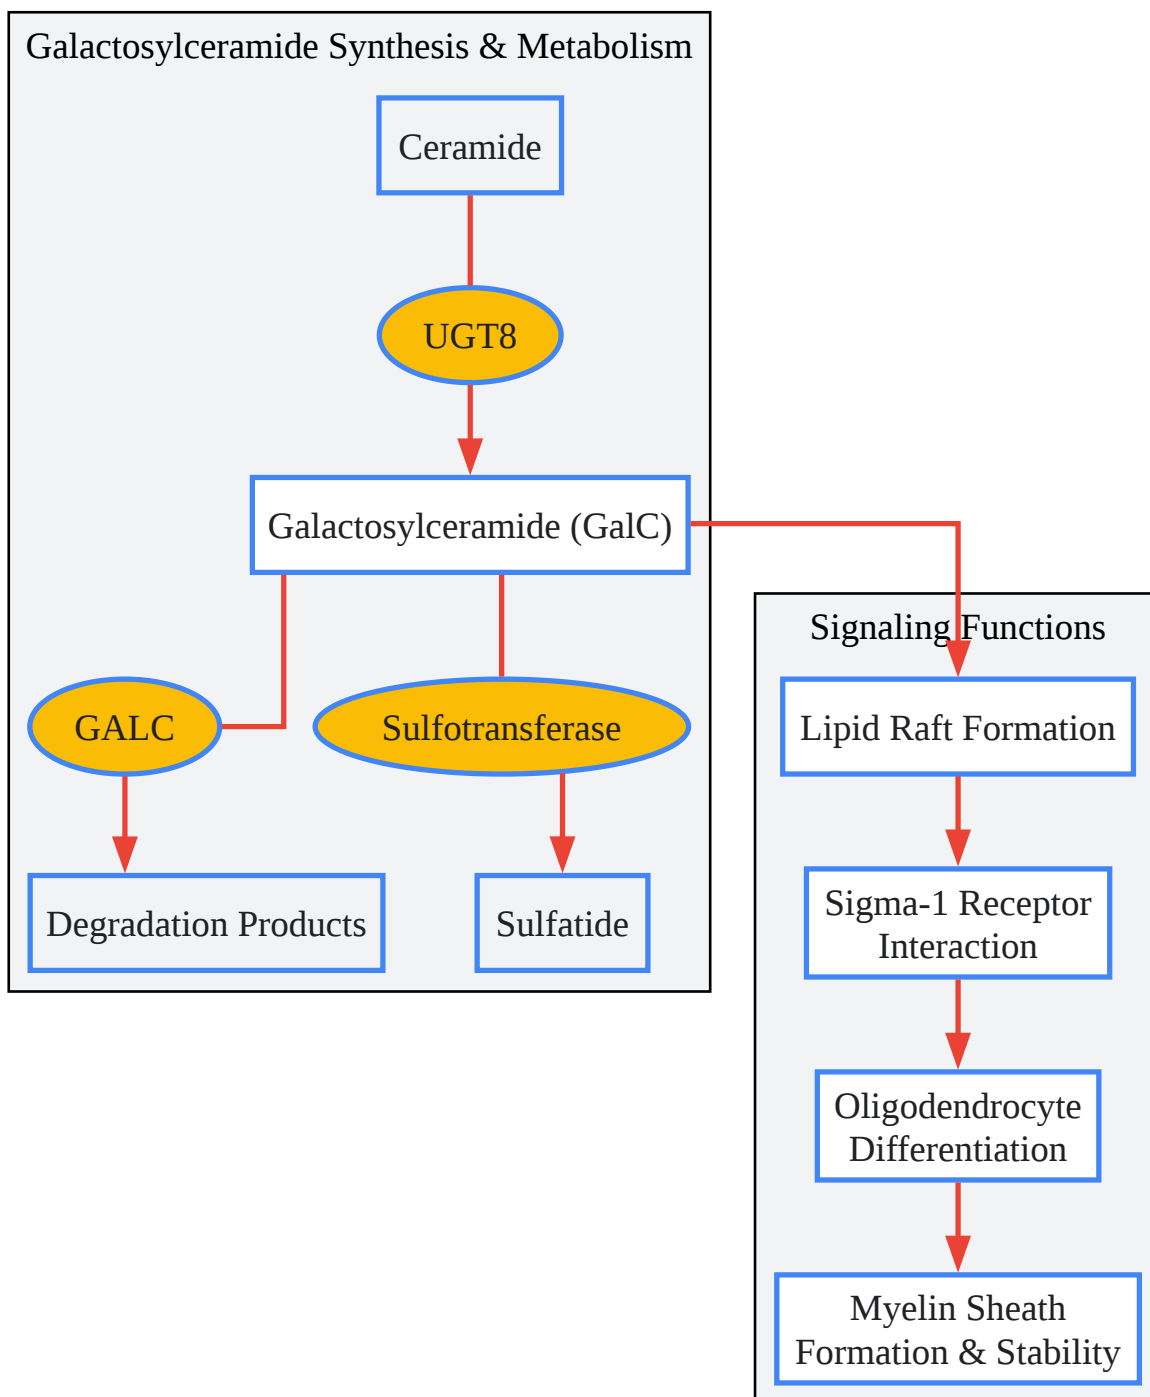 Galactosylceramide Synthesis & Metabolism
Ceramide
UGT8
Galactosylceramide (GalC)
GALC
Sulfotransferase
Degradation Products
Sulfatide
Signaling Functions
Lipid Raft Formation
Sigma-1 Receptor
Interaction
Oligodendrocyte
Differentiation
Myelin Sheath
Formation & Stability